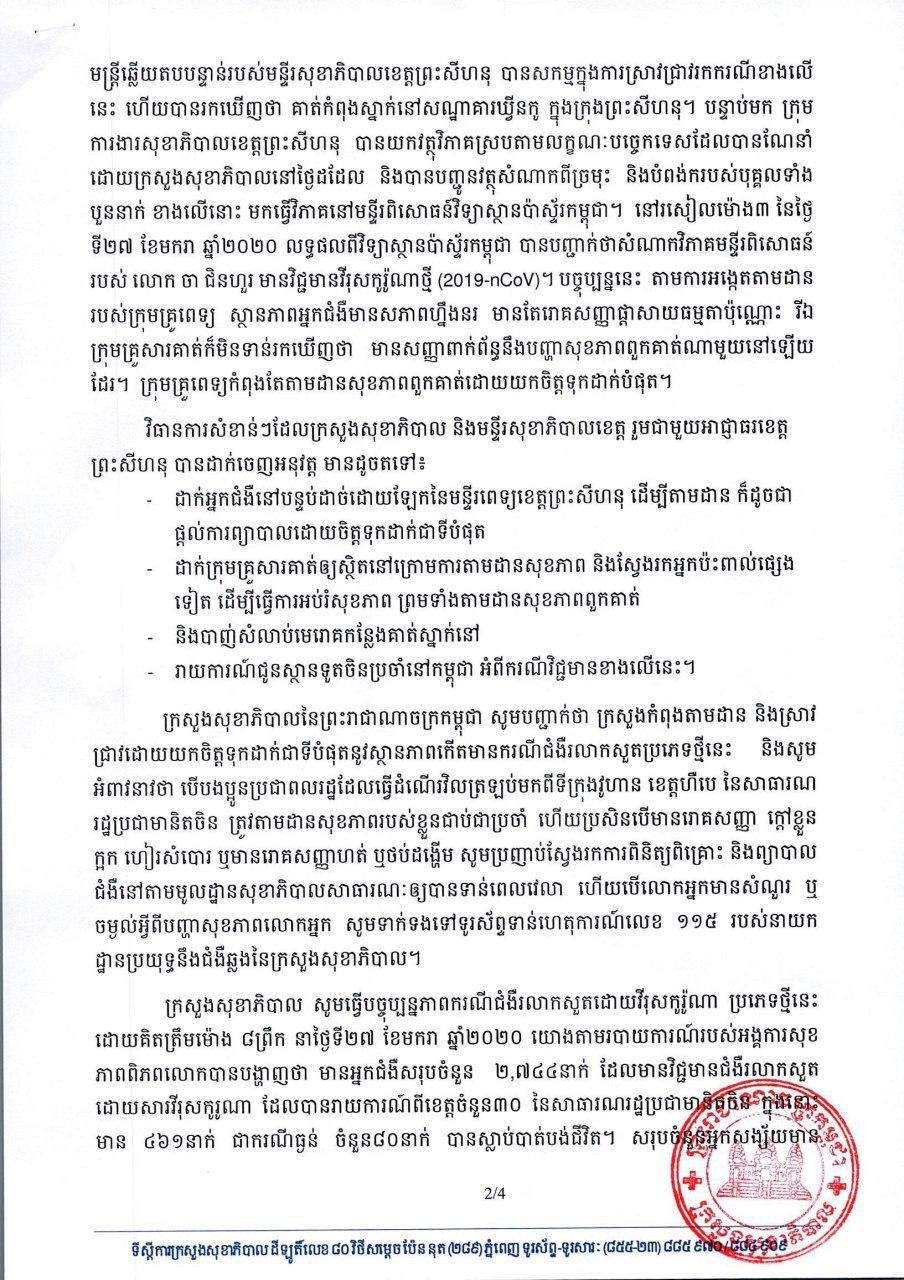 មន្ត្រីឆ្លើយតបបន្ទាន់របស់មន្ទីរសុខាភិបាលខេត្តព្រះសីហនុ បានសកម្មក្នុងការស្រាវជ្រាវរកករណីខាងលើ
នេះ ហើយបានរកឃើញថា គាត់កំពុងស្នាក់នៅសណ្ឋាគារឃ្វីនកូ ក្នុងក្រុងព្រះសីហនុ។ បន្ទាប់មក ក្រុម
ការងារសុខាភិបាលខេត្តព្រះសីហនុ បានយកវត្ថុវិភាគស្របតាមលក្ខណៈបច្ចេកទេសដែលបានណែនាំ
ដោយក្រសួងសុខាភិបាលនៅថ្ងៃដដែល និងបានបញ្ជូនវត្ថុសំណាកពីច្រមុះ និងបំពង់ករបស់បុគ្គលទាំង
បួននាក់ ខាងលើនោះ មកធ្វើវិភាគនៅមន្ទីរពិសោធន៍វិទ្យាស្ថានប៉ាស្ទ័រកម្ពុជា។ នៅរសៀលម៉ោង៣ នៃថ្ងៃ
ទី២៧ ខែមករា ឆ្នាំ២០២០ លទ្ធផលពីវិទ្យាស្ថានប៉ាស្ទ័រកម្ពុជា បានបញ្ជាក់ថាសំណាកវិភាគមន្ទីរពិសោធន៍
របស់ លោក ចា ជិនហួរ មានវិជ្ជមានវីរុសកូរ៉ូណាថ្មី (2019-nCoV)។ បច្ចុប្បន្ននេះ តាមការអង្កេតតាមដាន
របស់ក្រុមគ្រូពេទ្យ ស្ថានភាពអ្នកជំងឺមានសភាពហ្នឹងនរ មានតែរោគសញ្ញាផ្តាសាយធម្មតាប៉ុណ្ណោះ រីឯ
ក្រុមគ្រួសារគាត់ក៏មិនទាន់រកឃើញថា មានសញ្ញាពាក់ព័ន្ធនឹងបញ្ហាសុខភាពពួកគាត់ណាមួយនៅឡើយ
ដែរ។ ក្រុមគ្រូពេទ្យកំពុងតែតាមដានសុខភាពពួកគាត់ដោយយកចិត្តទុកដាក់បំផុត។
វិធានការសំខាន់ៗដែលក្រសួងសុខាភិបាល និងមន្ទីរសុខាភិបាលខេត្ត រួមជាមួយអាជ្ញាធរខេត្ត
ព្រះសីហនុ បានដាក់ចេញអនុវត្ត មានដូចតទៅ៖
- ដាក់អ្នកជំងឺនៅបន្ទប់ដាច់ដោយឡែកនៃមន្ទីរពេទ្យខេត្តព្រះសីហនុ ដើម្បីតាមដាន ក៏ដូចជា
ផ្តល់ការព្យាបាលដោយចិត្តទុកដាក់ជាទីបំផុត
- ដាក់ក្រុមគ្រួសារគាត់ឲ្យស្ថិតនៅក្រោមការតាមដានសុខភាព និងស្វែងរកអ្នកប៉ះពាល់ផ្សេង
ទៀត ដើម្បីធ្វើការអប់រំសុខភាព ព្រមទាំងតាមដានសុខភាពពួកគាត់
- និងបាញ់សំលាប់មេរោគកន្លែងគាត់ស្នាក់នៅ
- រាយការណ៍ជូនស្ថានទូតចិនប្រចាំនៅកម្ពុជា អំពីករណីវិជ្ជមានខាងលើនេះ។
ក្រសួងសុខាភិបាលនៃព្រះរាជាណាចក្រកម្ពុជា សូមបញ្ជាក់ថា ក្រសួងកំពុងតាមដាន និងស្រាវ
ជ្រាវដោយយកចិត្តទុកដាក់ជាទីបំផុតនូវស្ថានភាពកើតមានករណីជំងឺរលាកសួតប្រភេទថ្មីនេះ និងសូម
អំពាវនាវថា បើបងប្អូនប្រជាពលរដ្ឋដែលធ្វើដំណើរវិលត្រឡប់មកពីទីក្រុងវូហាន ខេត្តហឺប៉េ នៃសាធារណ
រដ្ឋប្រជាមានិតចិន ត្រូវតាមដានសុខភាពរបស់ខ្លួនជាប់ជាប្រចាំ ហើយប្រសិនបើមានរោគសញ្ញា ក្តៅខ្លួន
ក្អក ហៀរសំបោរ ឬមានរោគសញ្ញាហត់ ឬថប់ដង្ហើម សូមប្រញាប់ស្វែងរកការពិនិត្យពិគ្រោះ និងព្យាបាល
ជំងឺនៅតាមមូលដ្ឋានសុខាភិបាលសាធារណៈឲ្យបានទាន់ពេលវេលា ហើយបើលោកអ្នកមានសំណួរ ឬ
ចម្ងល់អ្វីពីបញ្ហាសុខភាពលោកអ្នក សូមទាក់ទងទៅទូរស័ព្ទទាន់ហេតុការណ៍លេខ ១១៥ របស់នាយក
ដ្ឋានប្រយុទ្ធនឹងជំងឺឆ្លងនៃក្រសួងសុខាភិបាល។
ក្រសួងសុខាភិបាល សូមធ្វើបច្ចុប្បន្នភាពករណីជំងឺរលាកសួតដោយវីរុសកូរ៉ូណា ប្រភេទថ្មីនេះ
ដោយគិតត្រឹមម៉ោង ៨ព្រឹក នាថ្ងៃទី២៧ ខែមករា ឆ្នាំ២០២០ យោងតាមរបាយការណ៍របស់អង្គការសុខ
ភាពពិភពលោកបានបង្ហាញថា មានអ្នកជំងឺសរុបចំនួន ២,៧៤៤នាក់ ដែលមានវិជ្ជមានជំងឺរលាកសួត
ដោយសារវីរុសកូរូណា ដែលបានរាយការណ៍ពីខេត្តចំនួន៣០ នៃសាធារណរដ្ឋប្រជាមានិតចិន ក្នុងនោះ
មាន ៤៦១នាក់ ជាករណីធ្ងន់ ចំនួន៨០នាក់ បានស្លាប់បាត់បង់ជីវិត។ សរុបចំនួនអ្នកសង្ស័យមាន
2/4
ទីស្តីការក្រសួងសុខាភិបាល ដីឡូតិ៍លេខ ៨០ វិថីសម្តេចប៉ែន នុត (២៨៩) ភ្នំពេញ ទូរស័ព្ទ-ទូរសារៈ (៨៥៥-២៣) ៨៨៥ ៩៧០ / ៨៨៤ ៩០៩